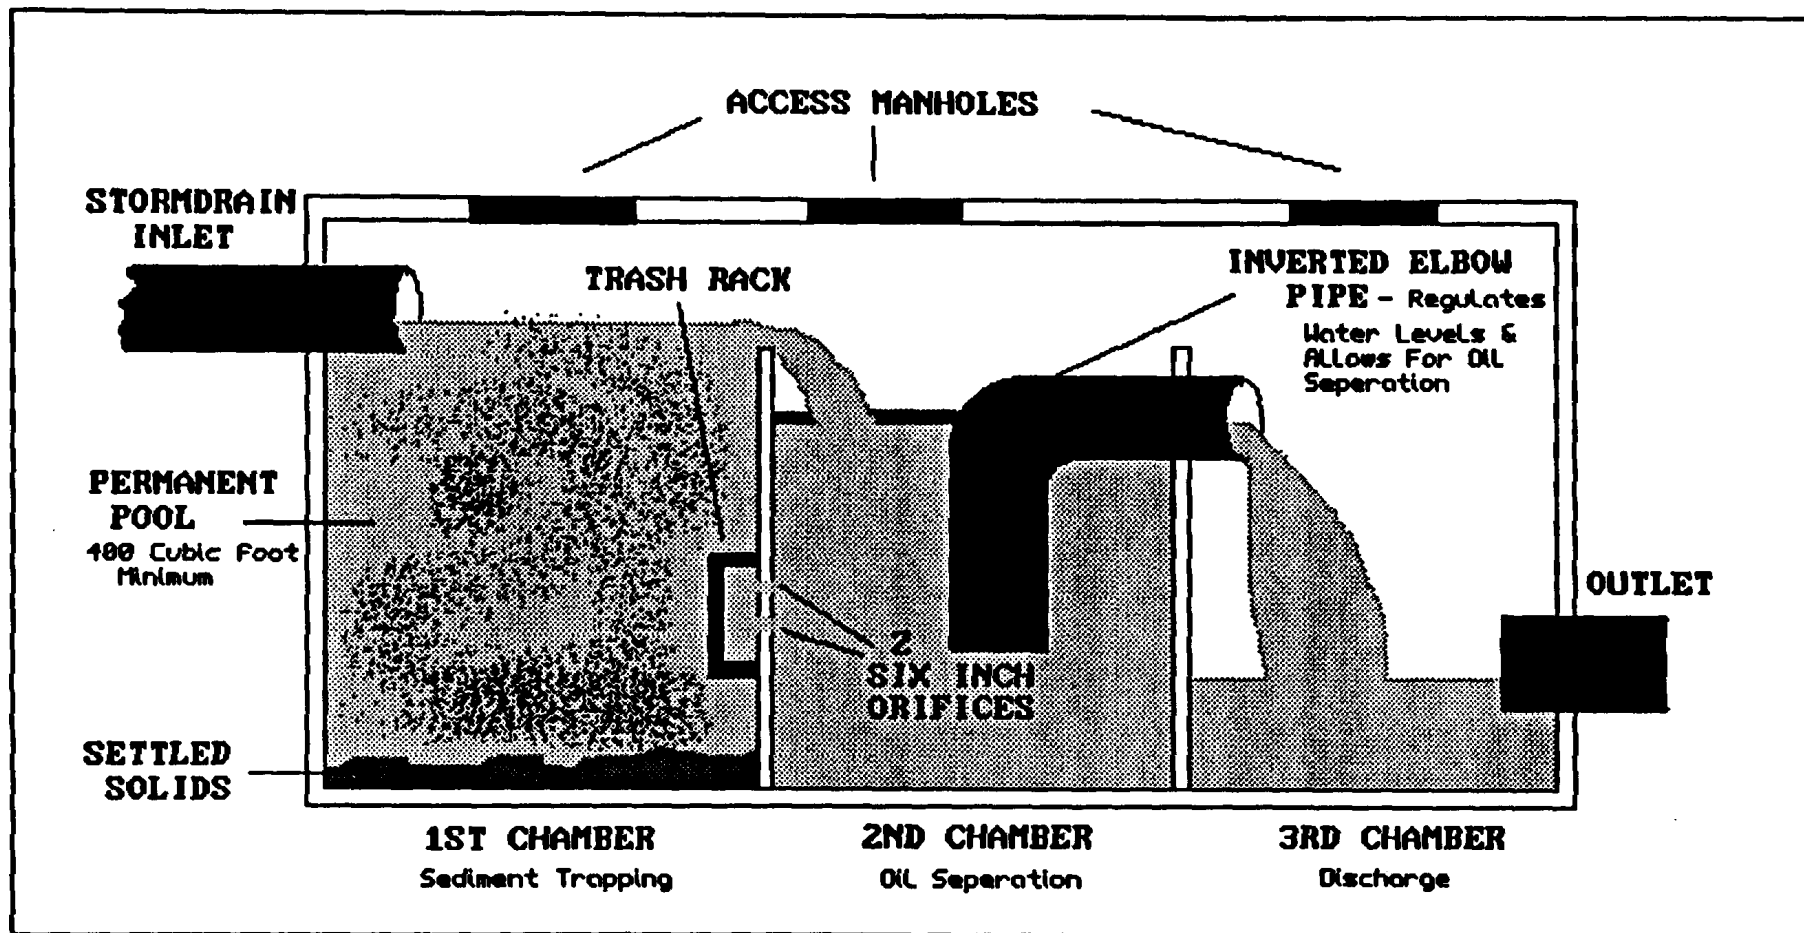 ACCESS MANHOLES
STORMDRAIN
INLET
TRASH RACK
INVERTED ELBOW
PIPE - Regulates
Water Levels &
Allows For Oil
Seperation
PERMANENT
POOL
400 Cubic Foot
Minimum
OUTLET
2
SIX INCH
ORIFICES
SETTLED
SOLIDS
1ST CHAMBER
Sediment Trapping
2ND CHAMBER
Oil Seperation
3RD CHAMBER
Discharge